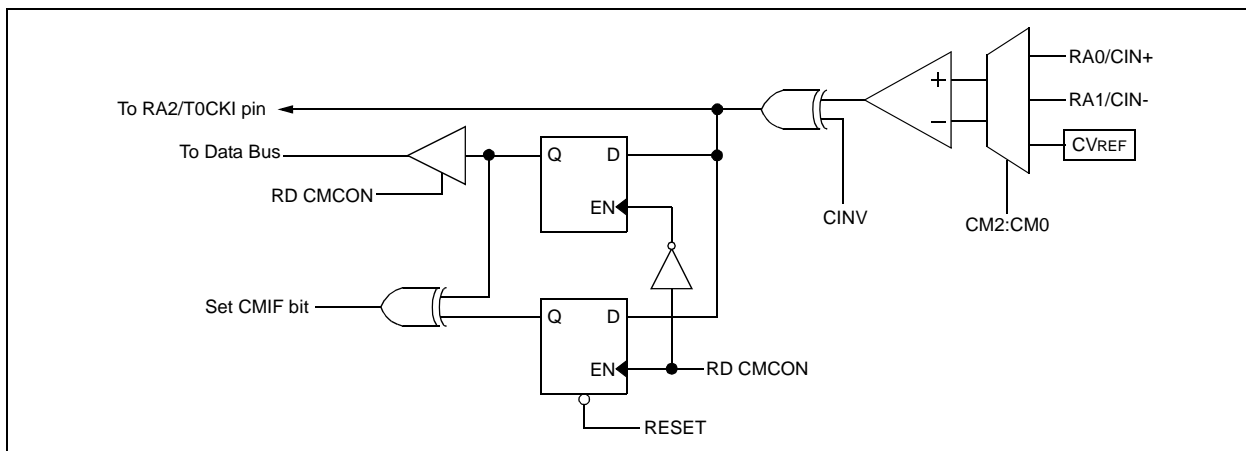 RA0/CIN+
To RA2/T0CKI pin
RA1/CIN-
To Data Bus
Q
D
CVREF
RD CMCON
EN
CINV
CM2:CM0
Set CMIF bit
Q
D
EN
RD CMCON
RESET